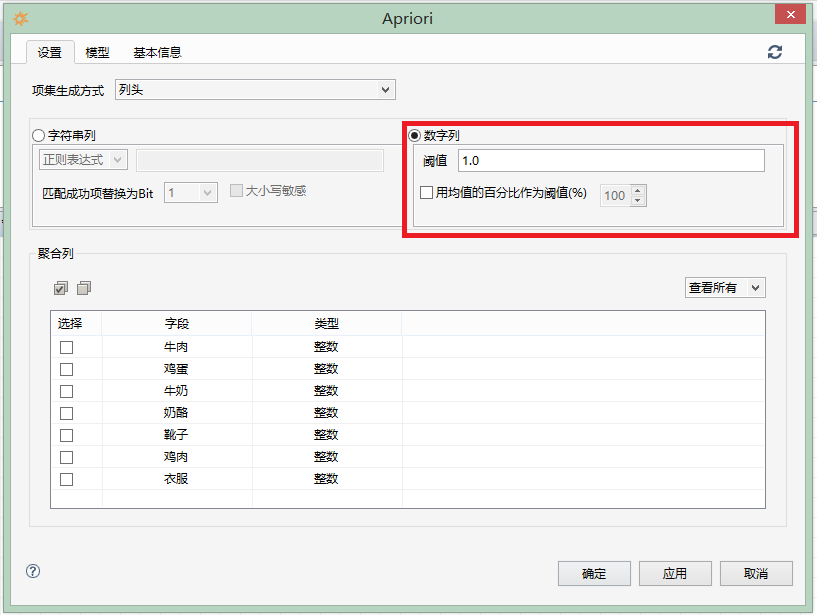 Apriori
设置 模型 基本信息
项集生成方式 列头
字符串列 数字列
正则表达式 阈值 1.0
匹配成功项替换为Bit 1 大小写敏感 用均值的百分比作为阈值(%) 100
聚合列
查看所有
选择 字段 类型
牛肉 整数
鸡蛋 整数
牛奶 整数
奶酪 整数
靴子 整数
鸡肉 整数
衣服 整数
确定 应用 取消